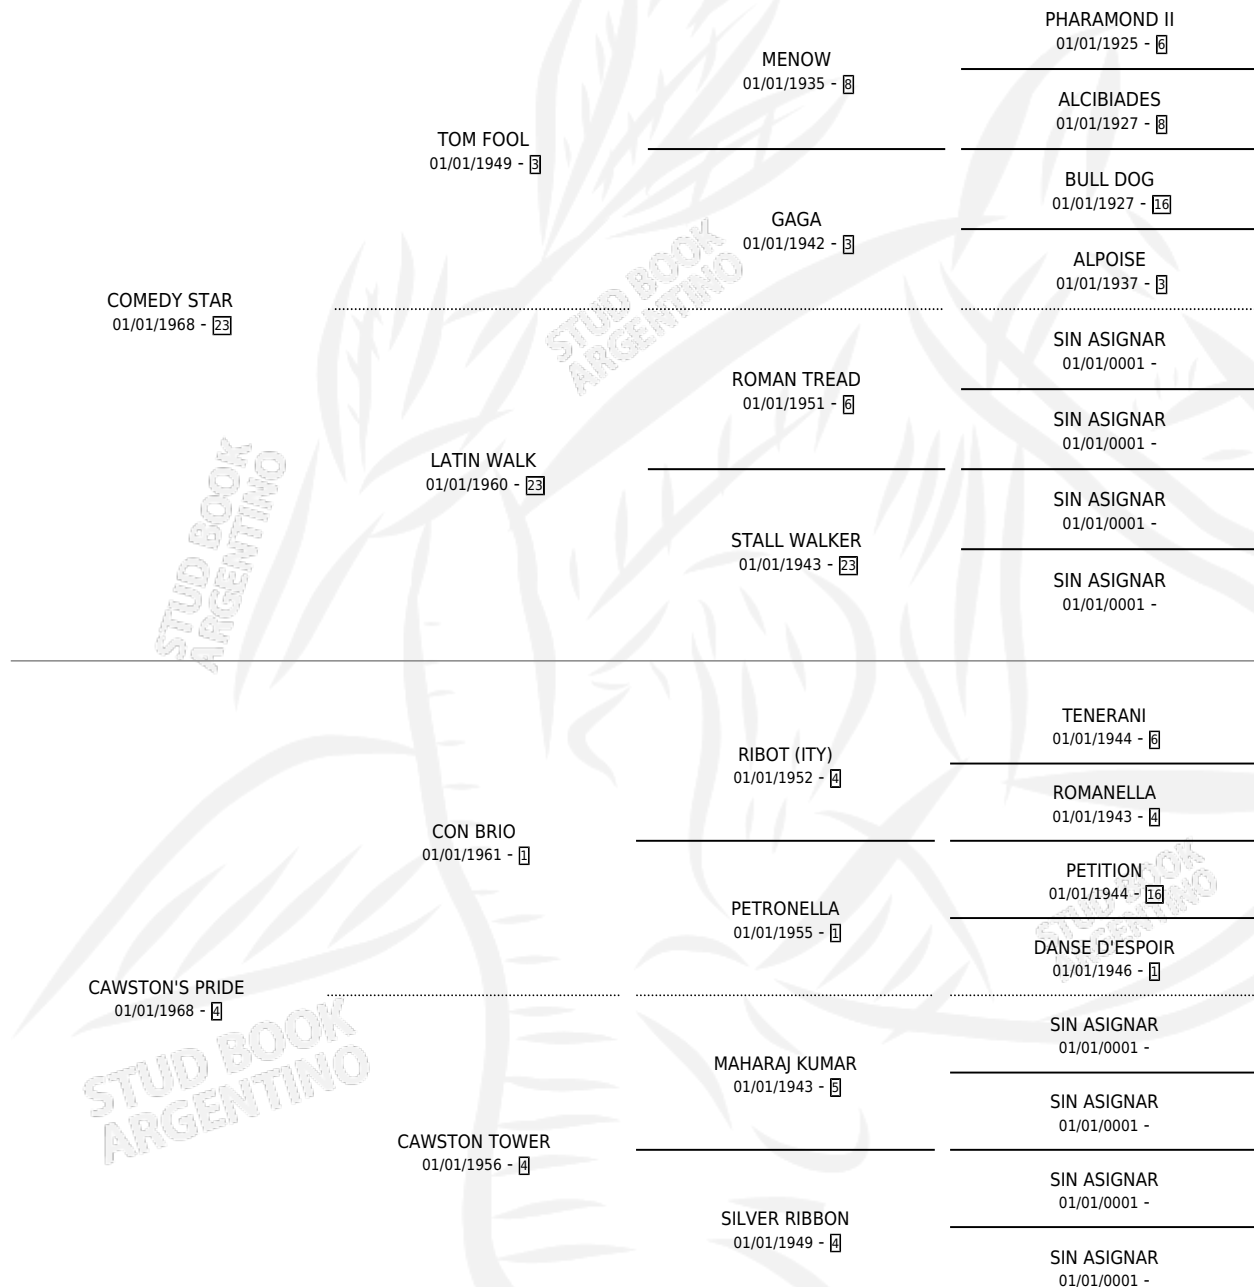 PHARAMOND II
01/01/1925 - 6
MENOW
01/01/1935 - 8
ALCIBIADES
01/01/1927 - 8
TOM FOOL
01/01/1949 - 3
BULL DOG
01/01/1927 - 16
GAGA
01/01/1942 - 3
ALPOISE
01/01/1937 - 3
COMEDY STAR
01/01/1968 - 23
SIN ASIGNAR
01/01/0001 -
ROMAN TREAD
01/01/1951 - 6
SIN ASIGNAR
01/01/0001 -
LATIN WALK
01/01/1960 - 23
SIN ASIGNAR
01/01/0001 -
STALL WALKER
01/01/1943 - 23
SIN ASIGNAR
01/01/0001 -
TENERANI
01/01/1944 - 6
RIBOT (ITY)
01/01/1952 - 4
ROMANELLA
01/01/1943 - 4
CON BRIO
01/01/1961 - 1
PETITION
01/01/1944 - 16
PETRONELLA
01/01/1955 - 1
DANSE D'ESPOIR
01/01/1946 - 1
CAWSTON'S PRIDE
01/01/1968 - 4
SIN ASIGNAR
01/01/0001 -
MAHARAJ KUMAR
01/01/1943 - 5
SIN ASIGNAR
01/01/0001 -
CAWSTON TOWER
01/01/1956 - 4
SIN ASIGNAR
01/01/0001 -
SILVER RIBBON
01/01/1949 - 4
SIN ASIGNAR
01/01/0001 -
STUD BOOK
ARGENTINO
STUD BOOK
ARGENTINO
STUD BOOK
ARGENTINO
STUD BOOK
ARGENTINO